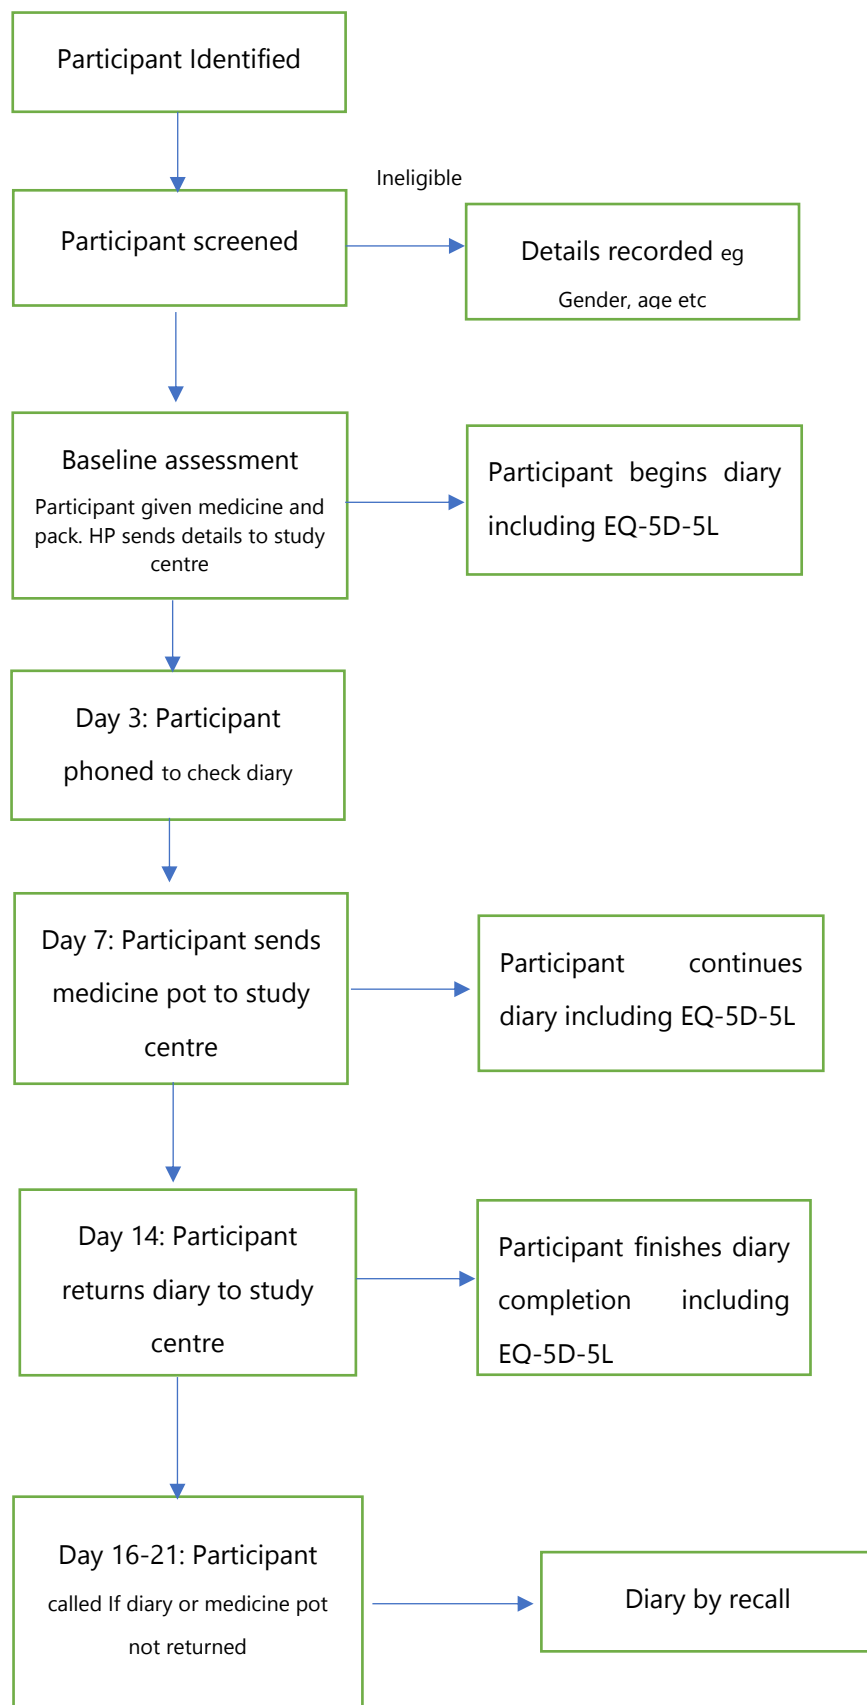 Participant Identified
Ineligible
Participant screened
Details recorded eg
Gender, age etc
Baseline assessment
Participant given medicine and
pack. HP sends details to study
centre
Participant begins diary
including EQ-5D-5L
Day 3: Participant
phoned to check diary
Day 7: Participant sends
medicine pot to study
centre
Participant continues
diary including EQ-5D-5L
Day 14: Participant
returns diary to study
centre
Participant finishes diary
completion including
EQ-5D-5L
Day 16-21: Participant
called If diary or medicine pot
not returned
Diary by recall